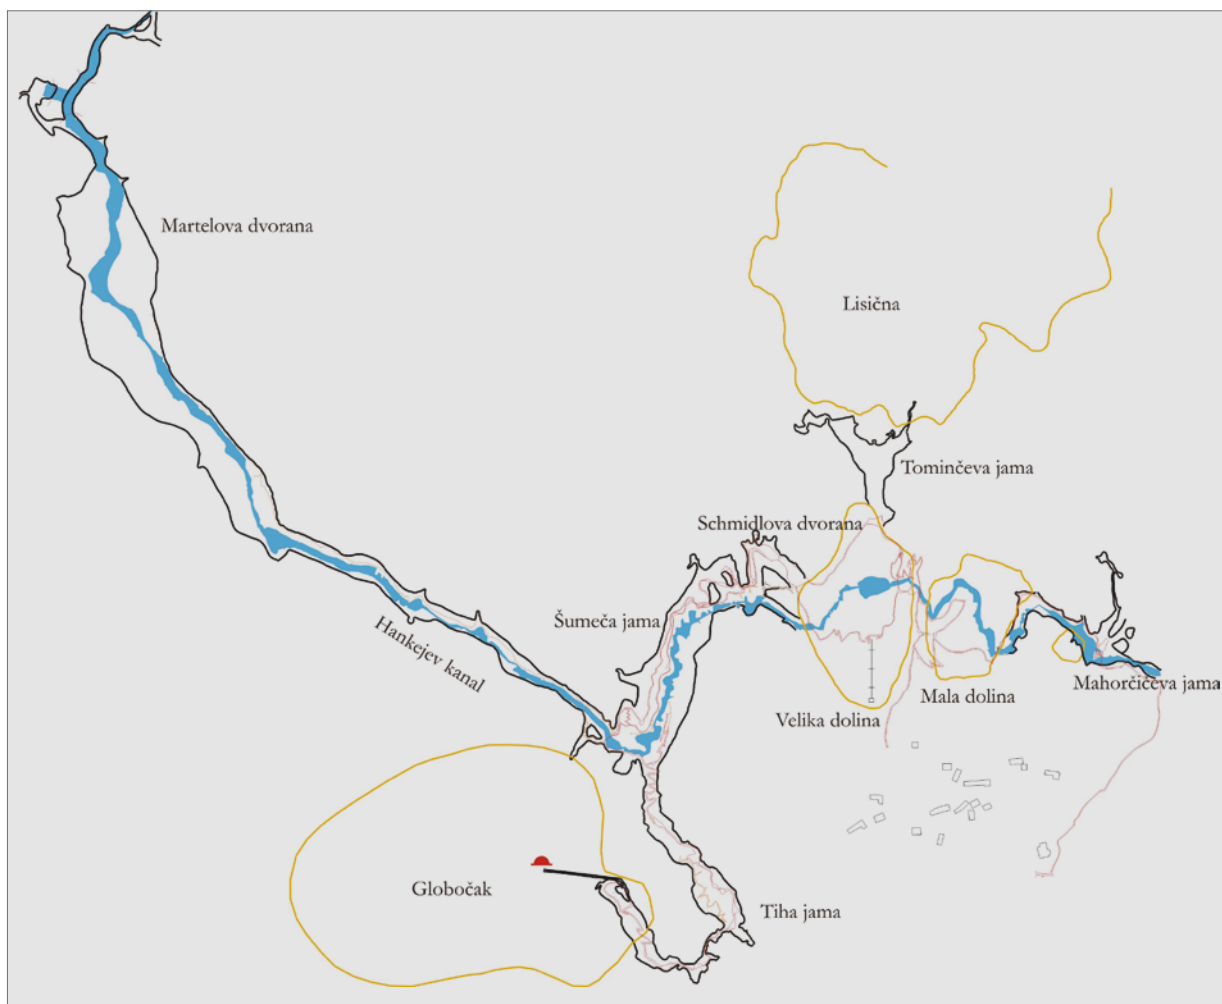 Martelova dvorana
Lisična
Tominčeva jama
Schmidlova dvorana
Šumeča jama
Hankejev kanal
Velika dolina
Mala dolina
Mahorčičeva jama
Globočak
Tiha jama